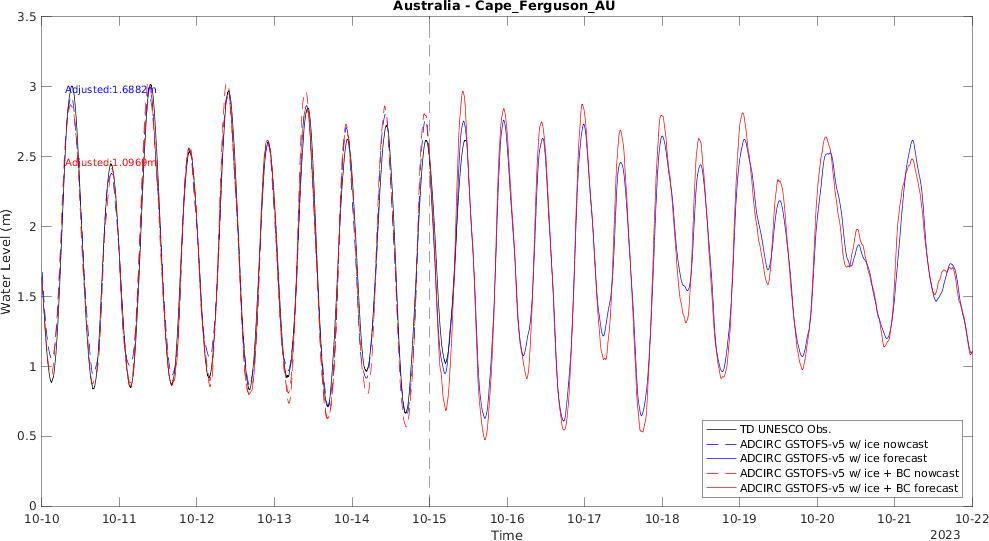 Australia - Cape_Ferguson_AU
3.5
3
2.5
2
1.5
1
0.5
0
Water Level (m)
Adjusted:1.6882m
Adjusted:1.0969m
TD UNESCO Obs.
ADCIRC GSTOFS-v5 w/ ice nowcast
ADCIRC GSTOFS-v5 w/ ice forecast
ADCIRC GSTOFS-v5 w/ ice + BC nowcast
ADCIRC GSTOFS-v5 w/ ice + BC forecast
10-10 10-11 10-12 10-13 10-14 10-15 10-16 10-17 10-18 10-19 10-20 10-21 10-22
Time
2023